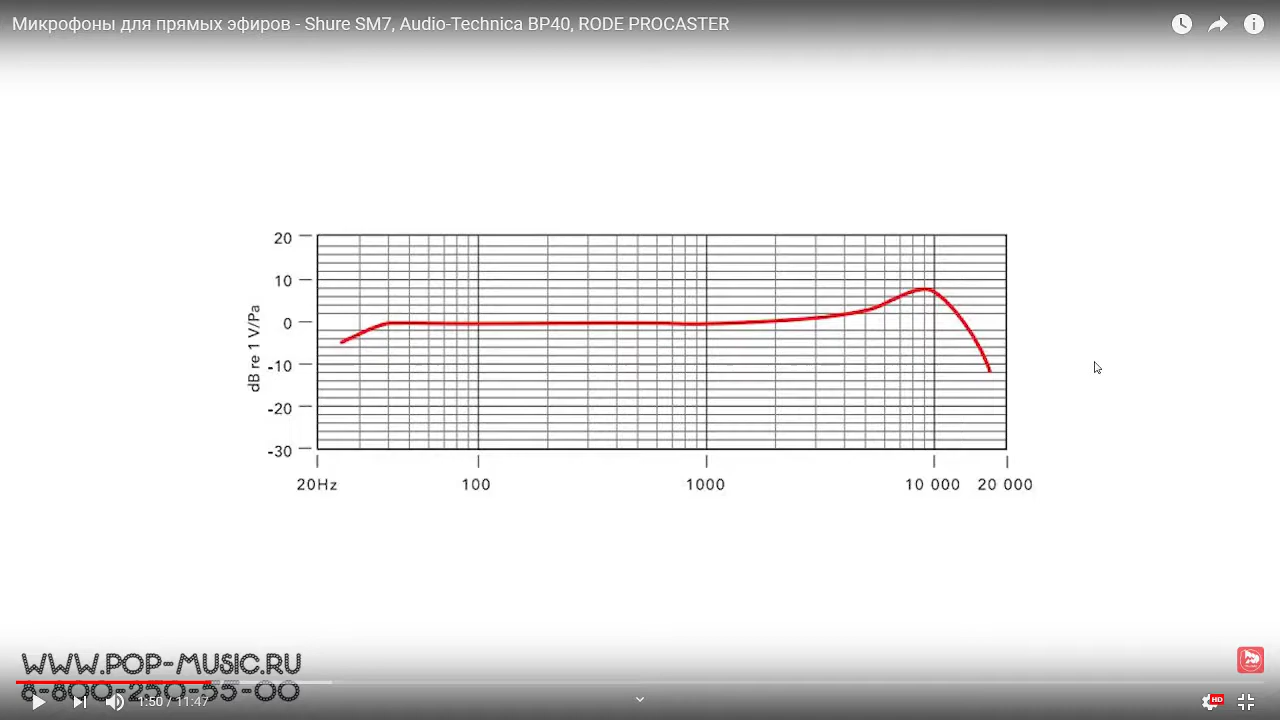 Микрофоны для прямых эфиров - Shure SM7, Audio-Technica BP40, RODE PROCASTER
20
10
0
-10
-20
-30
dB re 1 V/Pa
20Hz 100 1000 10 000 20 000
WWW.POP-MUSIC.RU
8-800-250-55-00
1:50 / 11:47
HD